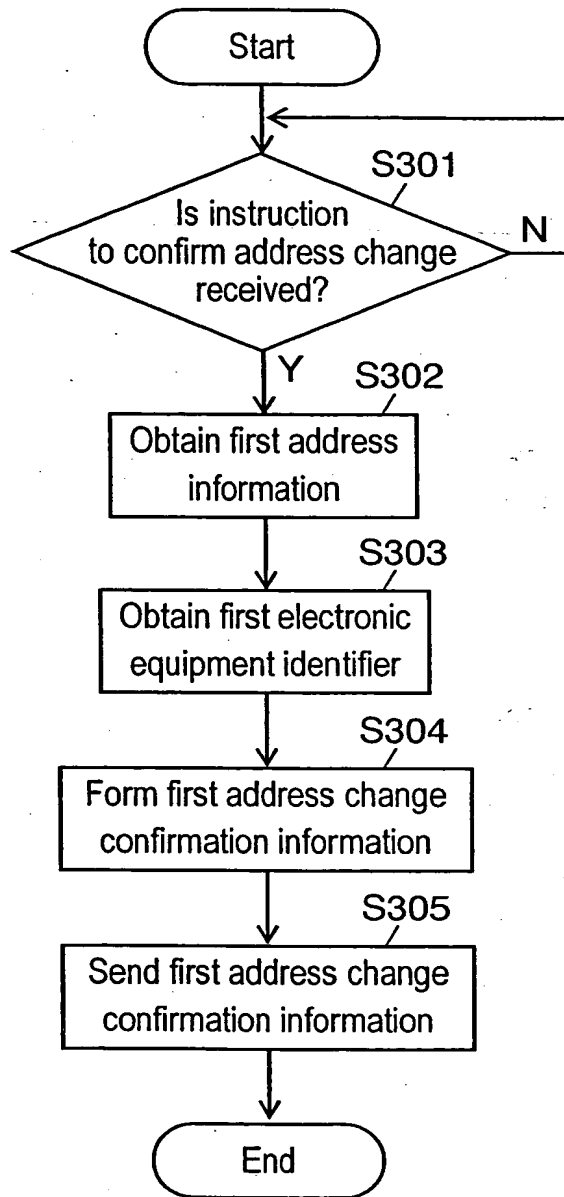 Start
S301
Is instruction
to confirm address change
received?
N
Y
S302
Obtain first address
information
S303
Obtain first electronic
equipment identifier
S304
Form first address change
confirmation information
S305
Send first address change
confirmation information
End